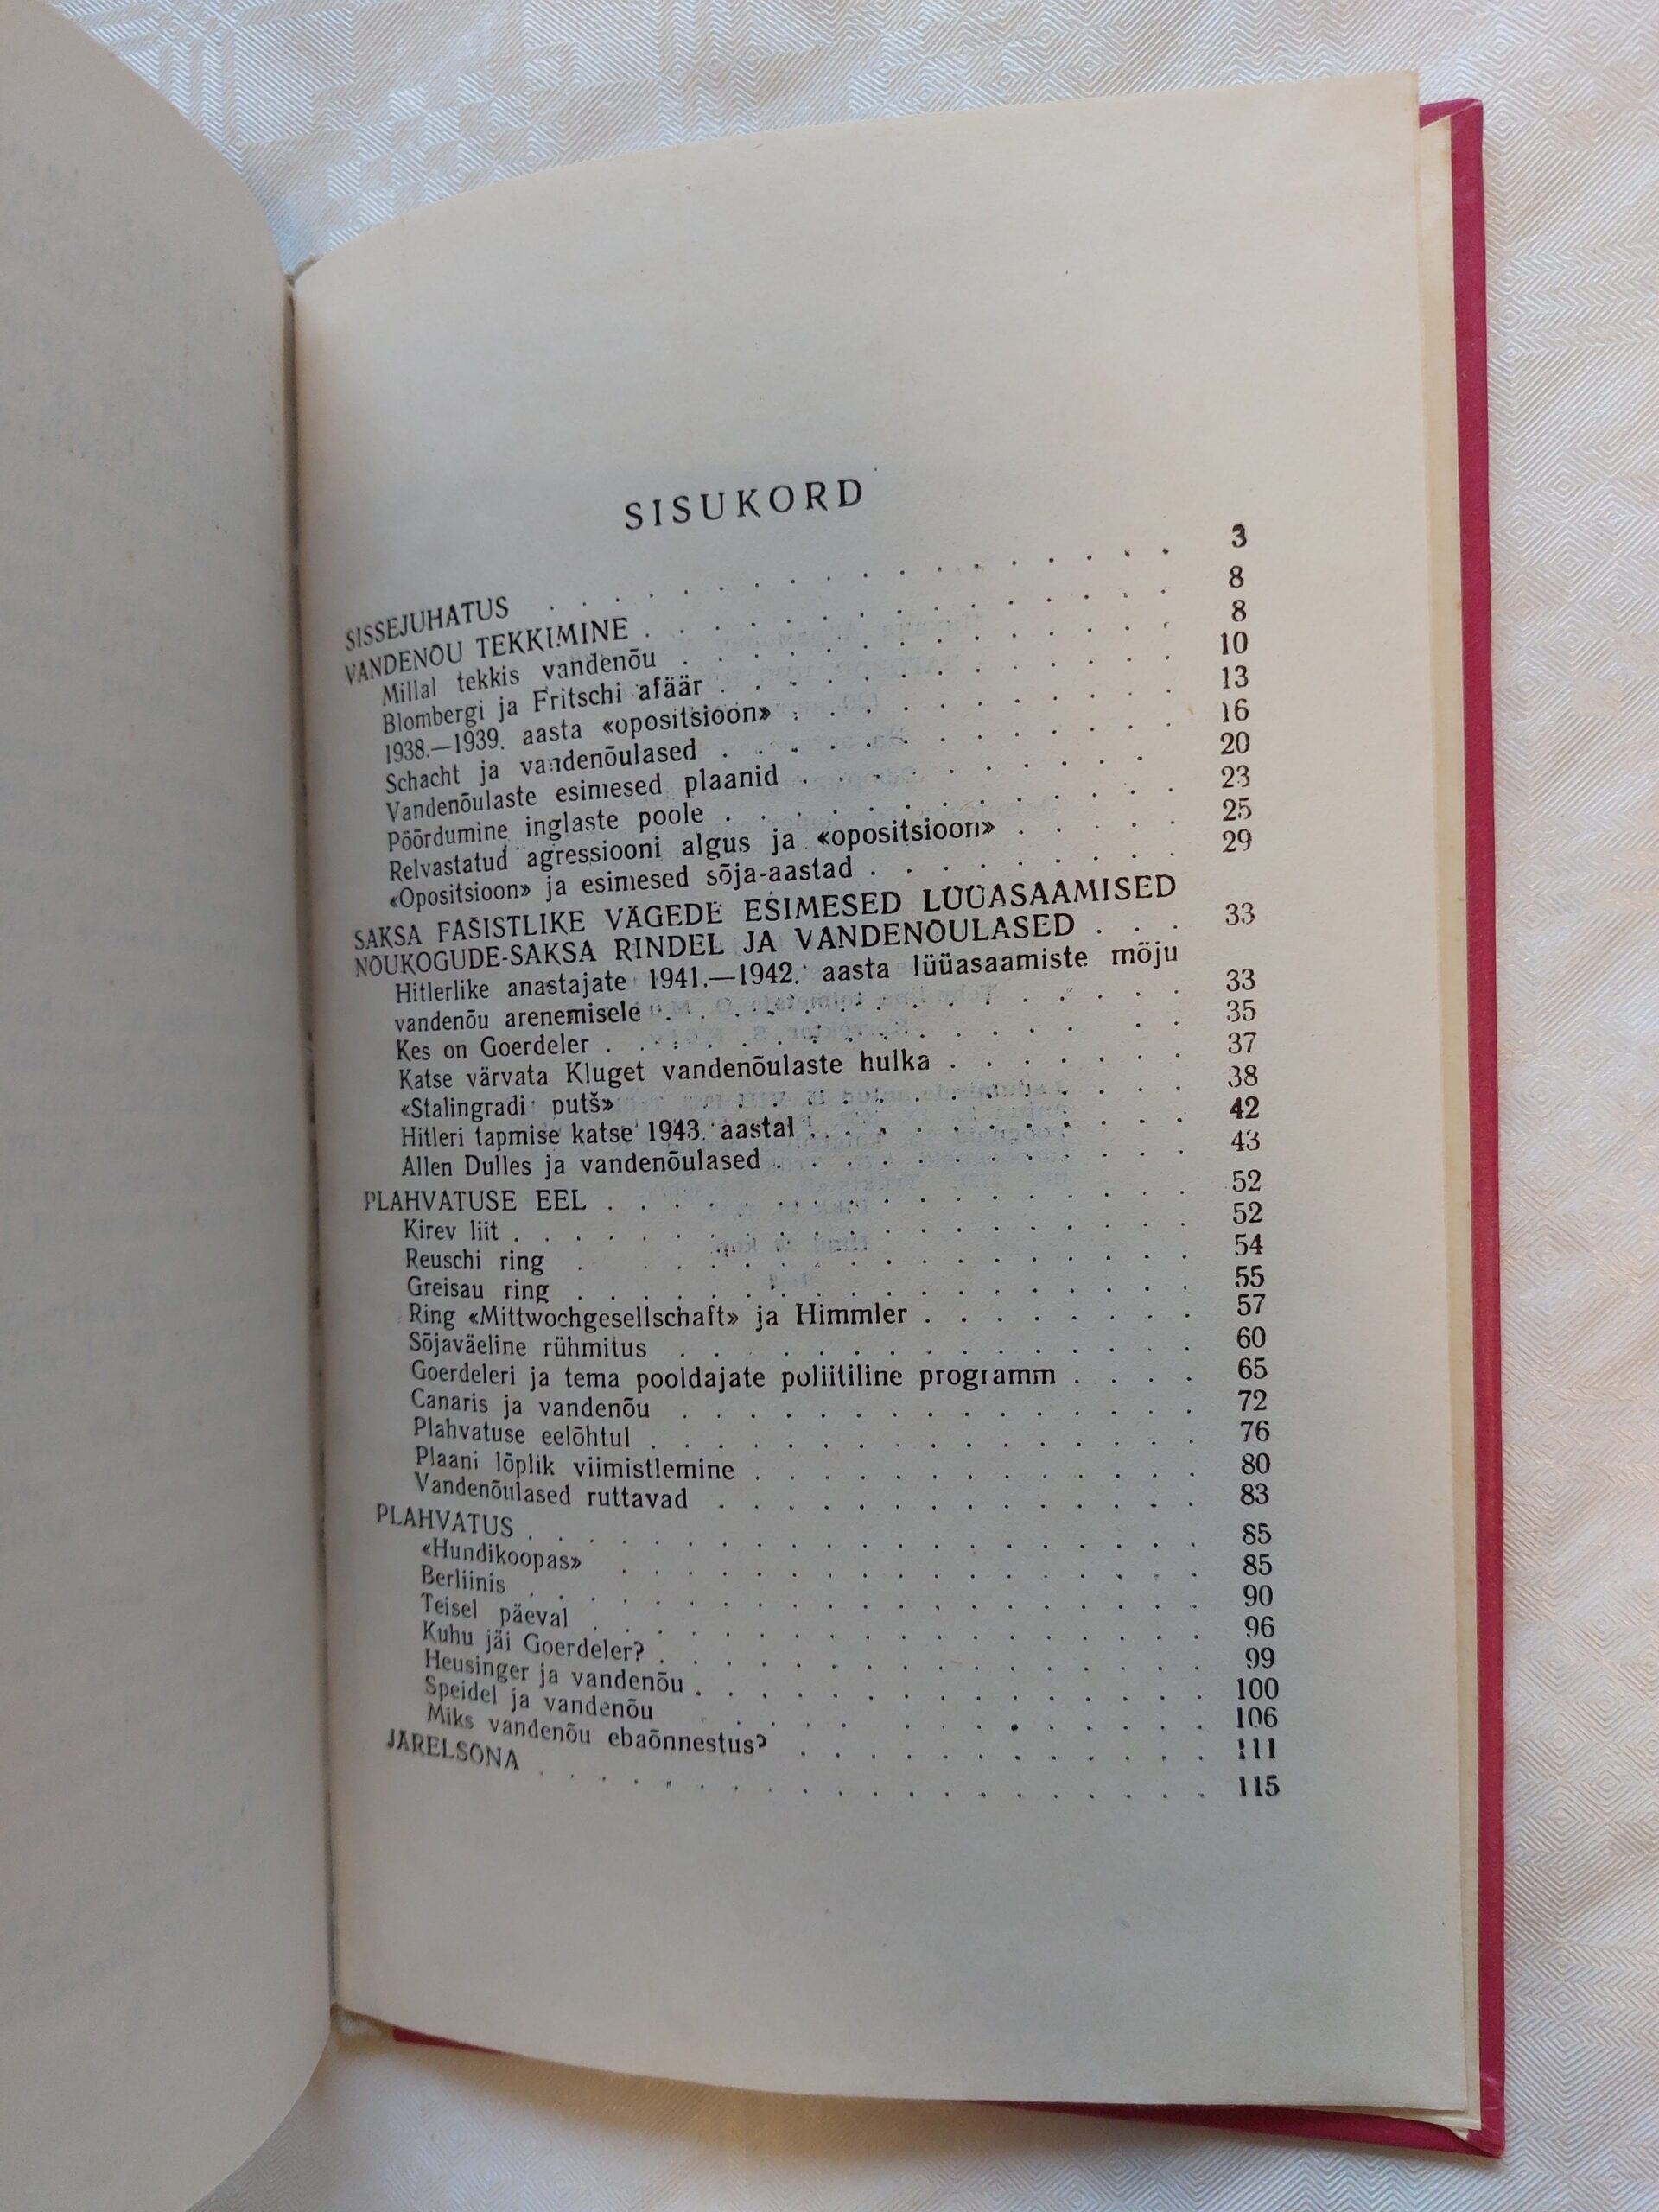 SISUKORD
SISSEJUHATUS . . . . . . . . . . 3
VANDENÕU TEKKIMINE . . . . . . . . . . 8
Millal tekkis vandenõu . . . . . . . . . . 8
Blombergi ja Fritschi afäär . . . . . . . . . . 10
1938.—1939. aasta «opositsioon» . . . . . . . . . . 13
Schacht ja vandenõulased . . . . . . . . . . 16
Vandenõulaste esimesed plaanid . . . . . . . . . . 20
Pöördumine inglaste poole . . . . . . . . . . 23
Relvastatud agressiooni algus ja «opositsioon» . . . . . 25
«Opositsioon» ja esimesed sõja-aastad . . . . . . . . . 29
SAKSA FAŠISTLIKE VÄGEDE ESIMESED LÜÜASAAMISED
NÕUKOGUDE-SAKSA RINDEL JA VANDENÕULASED . . . 33
Hitlerlike anastajate 1941.—1942. aasta lüüasaamiste mõju
vandenõu arenemisele . . . . . . . . . . 33
Kes on Goerdeler . . . . . . . . . . 35
Katse värvata Kluget vandenõulaste hulka . . . . . . . 37
«Stalingradi putš» . . . . . . . . . . 38
Hitleri tapmise katse 1943. aastal . . . . . . . . . . 42
Allen Dulles ja vandenõulased . . . . . . . . . . 43
PLAHVATUSE EEL . . . . . . . . . . 52
Kirev liit . . . . . . . . . . 52
Reuschi ring . . . . . . . . . . 54
Greisau ring . . . . . . . . . . 55
Ring «Mittwochgesellschaft» ja Himmler . . . . . . . . 57
Sõjaväeline rühmitus . . . . . . . . . . 60
Goerdeleri ja tema pooldajate poliitiline programm . . . . 65
Canaris ja vandenõu . . . . . . . . . . 72
Plahvatuse eelõhtul . . . . . . . . . . 76
Plaani lõplik viimistlemine . . . . . . . . . . 80
Vandenõulased ruttavad . . . . . . . . . . 83
PLAHVATUS . . . . . . . . . . 85
«Hundikoopas» . . . . . . . . . . 85
Berliinis . . . . . . . . . . 90
Teisel päeval . . . . . . . . . . 96
Kuhu jäi Goerdeler? . . . . . . . . . . 99
Heusinger ja vandenõu . . . . . . . . . . 100
Speidel ja vandenõu . . . . . . . . . . 106
Miks vandenõu ebaõnnestus? . . . . . . . . . . 111
JÄRELSÕNA . . . . . . . . . . 115